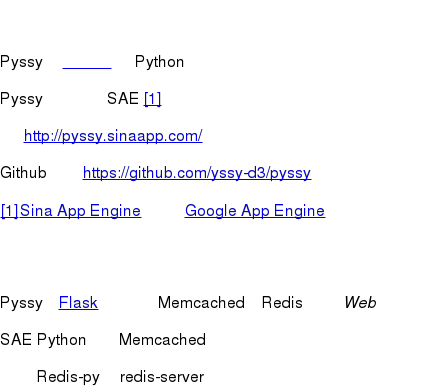 Pyssy Python
Pyssy SAE [1]
http://pyssy.sinaapp.com/
Github https://github.com/yssy-d3/pyssy
[1]Sina App Engine Google App Engine
Pyssy Flask Memcached Redis Web
SAE Python Memcached
Redis-py redis-server